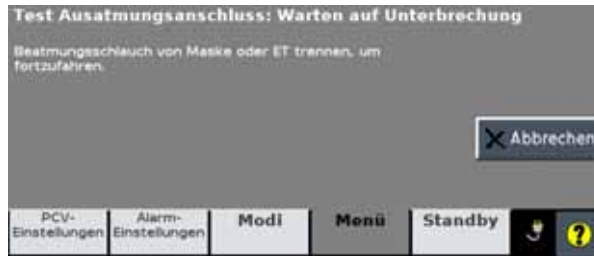 Test Ausatmungsanschluss: Warten auf Unterbrechung
Beatmungsschlauch von Maske oder ET trennen, um
fortzufahren.
Abbrechen
PCV-
Einstellungen
Alarm-
Einstellungen
Modi
Menü
Standby
?